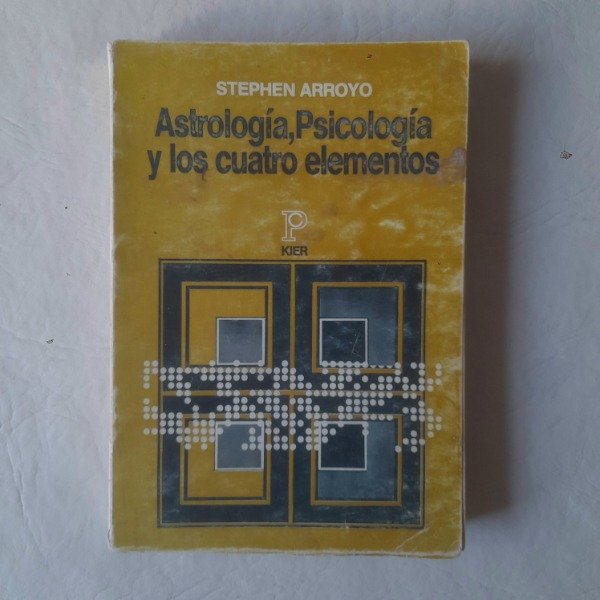 STEPHEN ARROYO
Astrología, Psicología
y los cuatro elementos
P
KIER